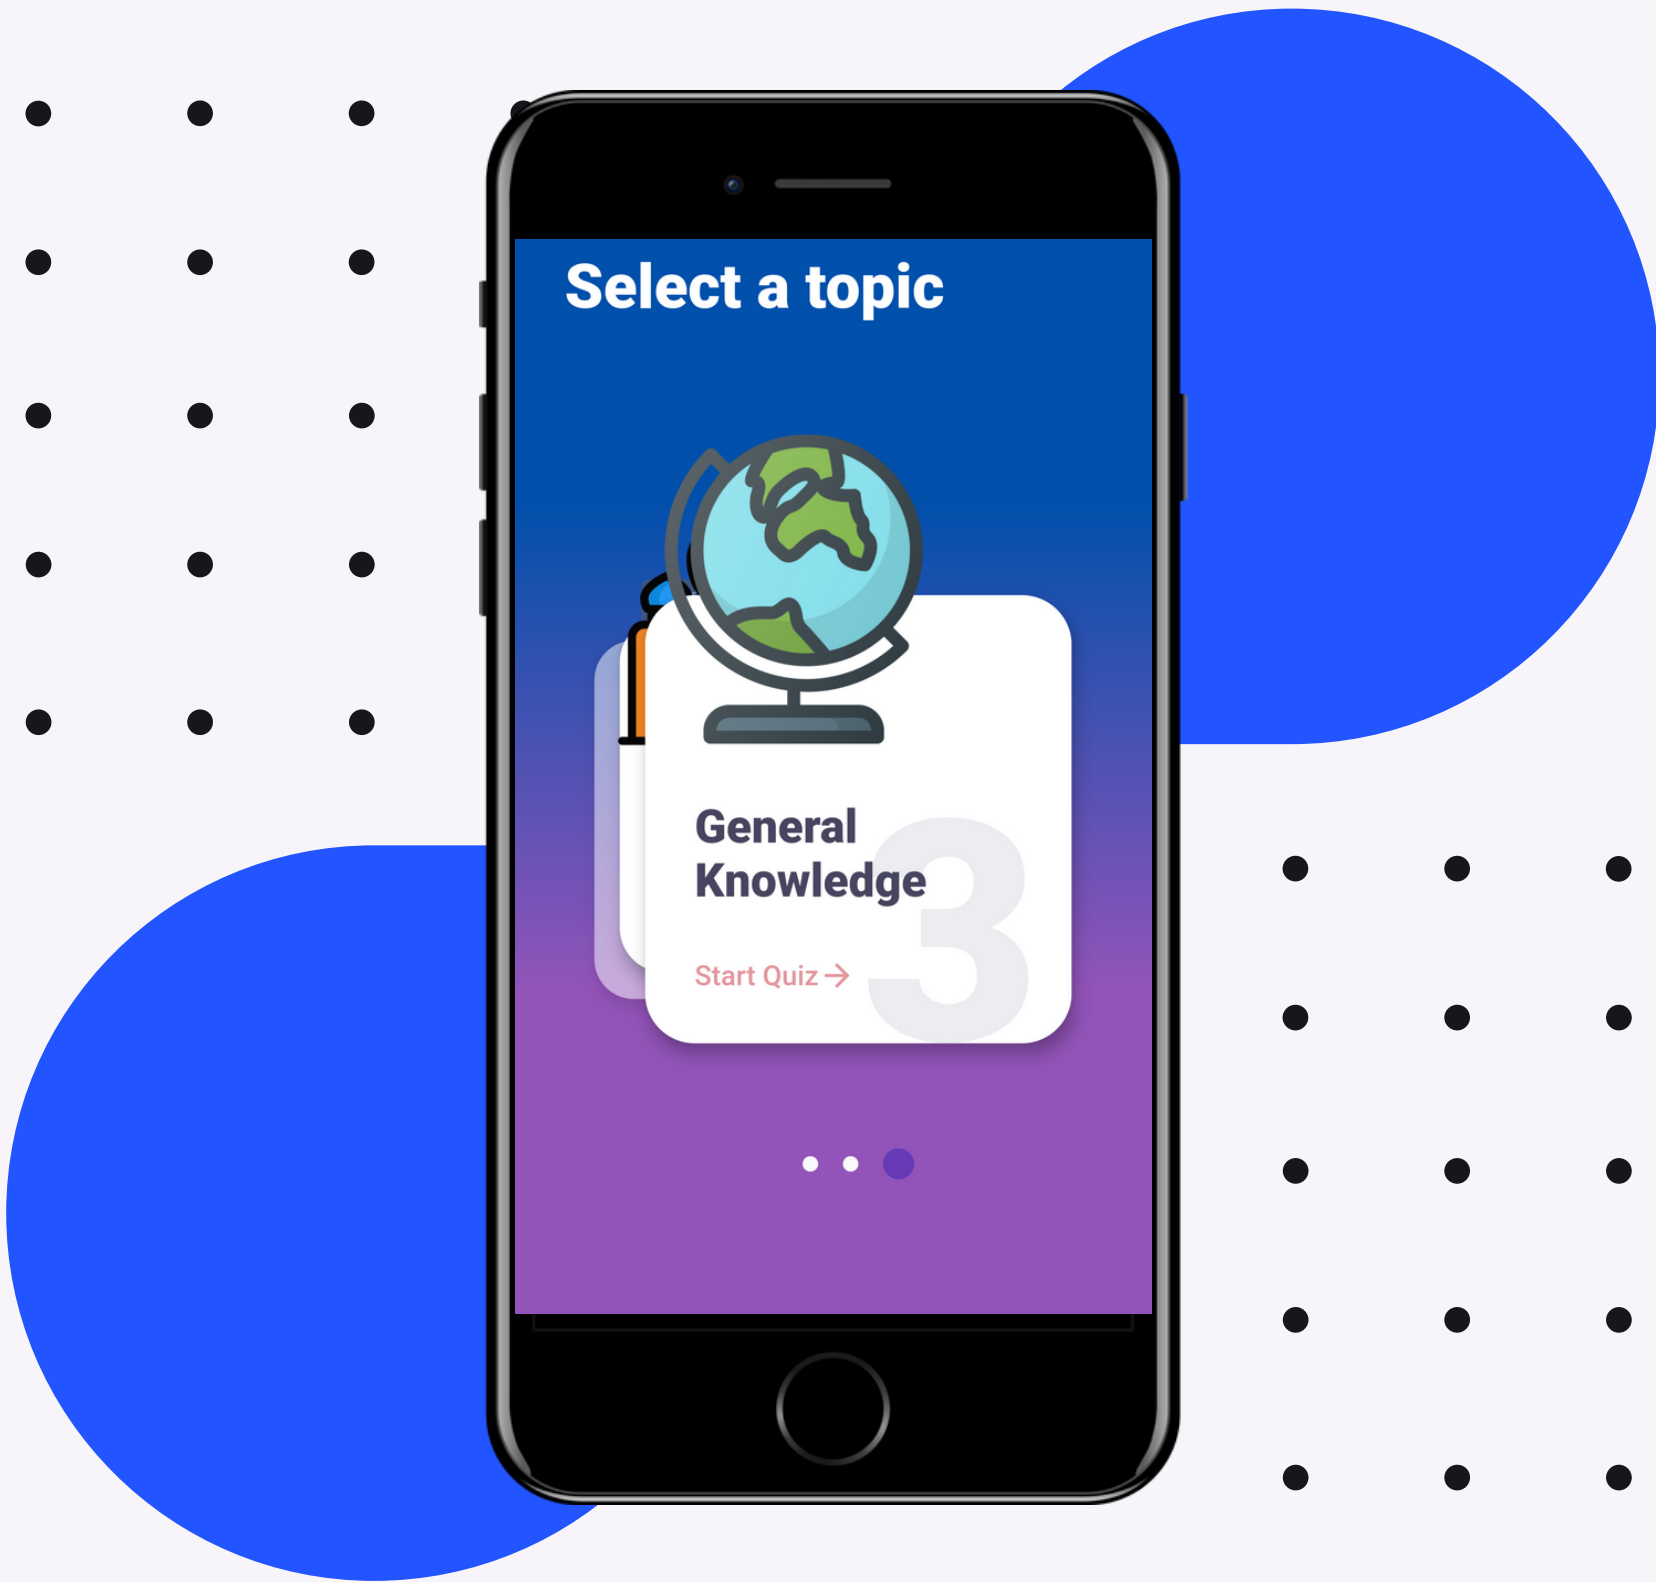 Select a topic
General
Knowledge
3
Start Quiz →